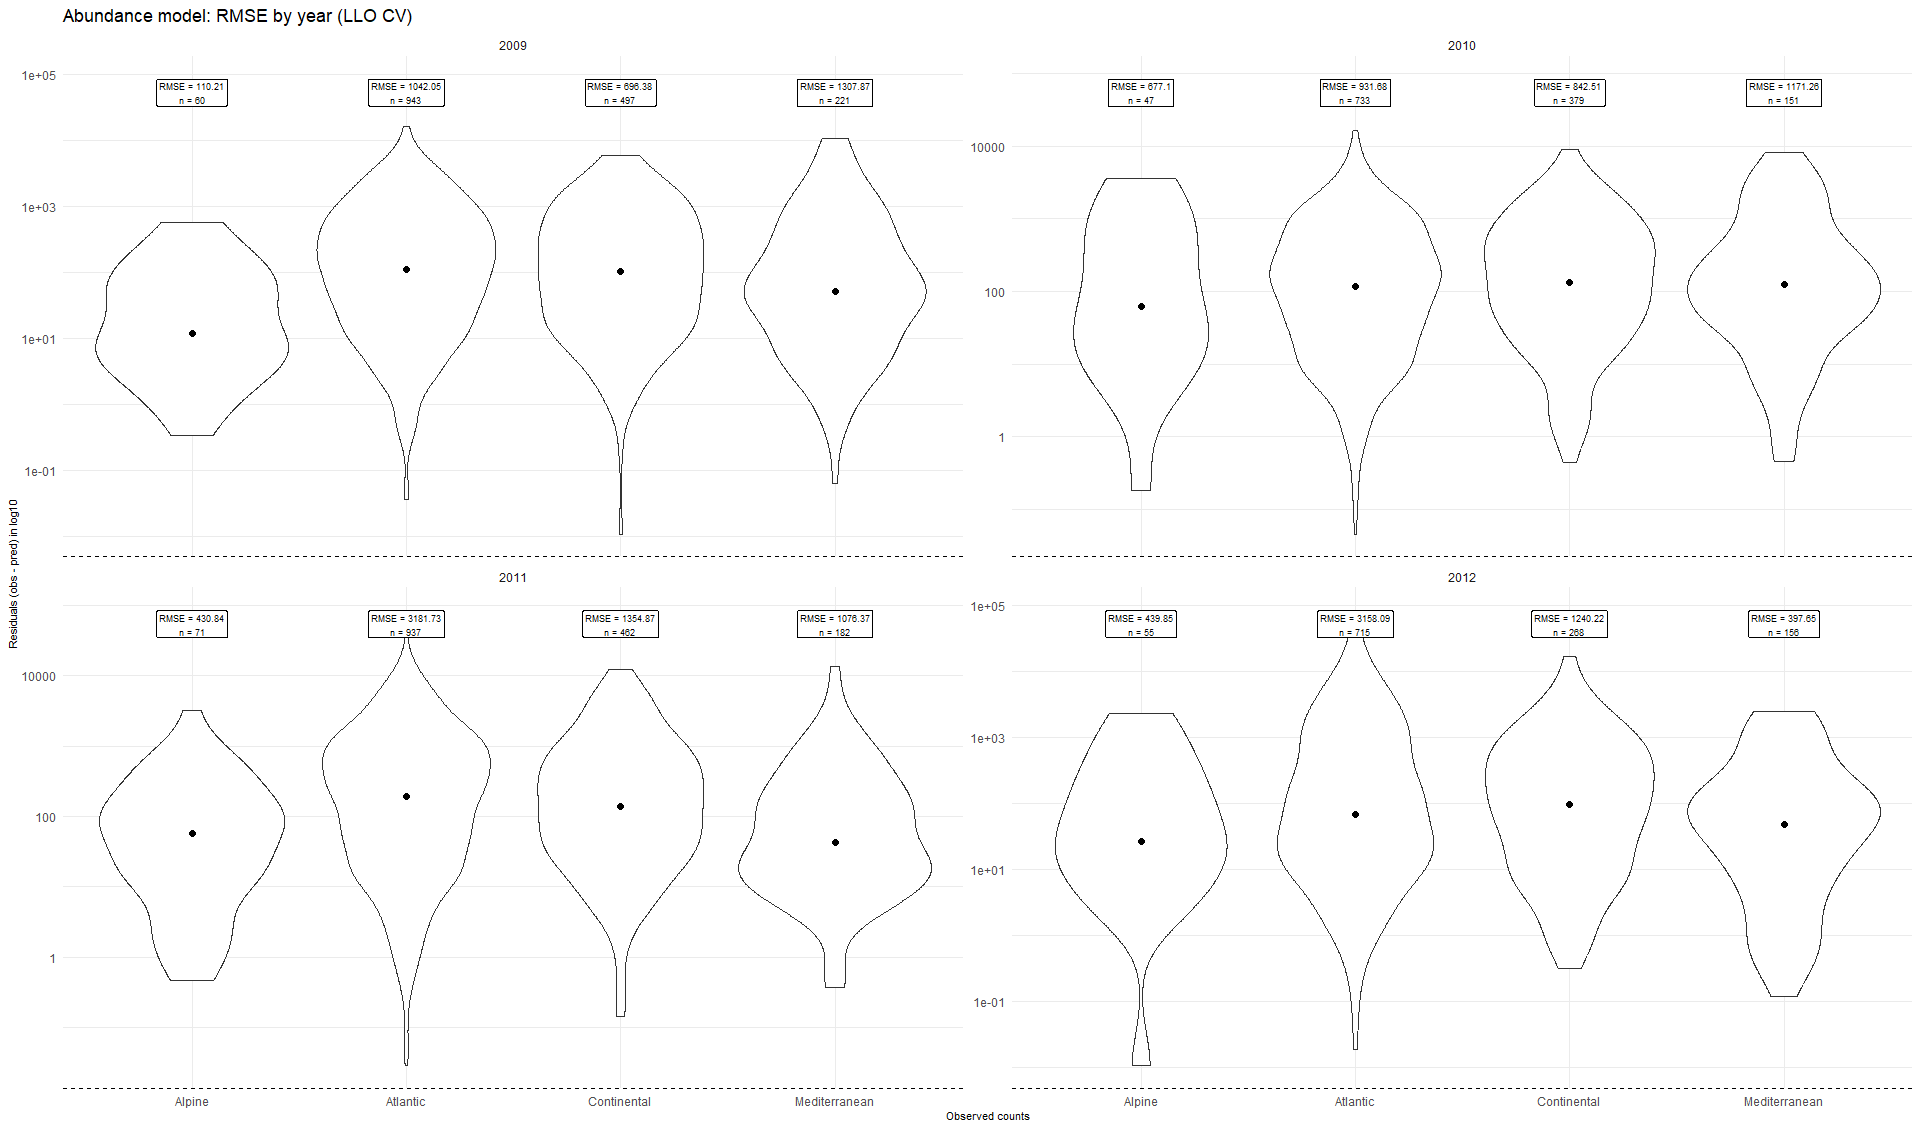 Abundance model: RMSE by year (LLO CV)
2009
1e+05
1e+03
1e+01
1e-01
RMSE = 110.21
n = 60
RMSE = 1042.05
n = 943
RMSE = 696.38
n = 497
RMSE = 1307.87
n = 221
2010
10000
100
1
RMSE = 677.1
n = 47
RMSE = 931.68
n = 733
RMSE = 842.51
n = 379
RMSE = 1171.26
n = 151
Residuals (obs - pred) in log10
2011
10000
100
1
RMSE = 430.84
n = 71
RMSE = 3181.73
n = 937
RMSE = 1354.87
n = 462
RMSE = 1076.37
n = 182
Alpine
Atlantic
Continental
Mediterranean
2012
1e+05
1e+03
1e+01
1e-01
RMSE = 439.85
n = 55
RMSE = 3158.09
n = 715
RMSE = 1240.22
n = 268
RMSE = 397.65
n = 156
Alpine
Atlantic
Continental
Mediterranean
Observed counts